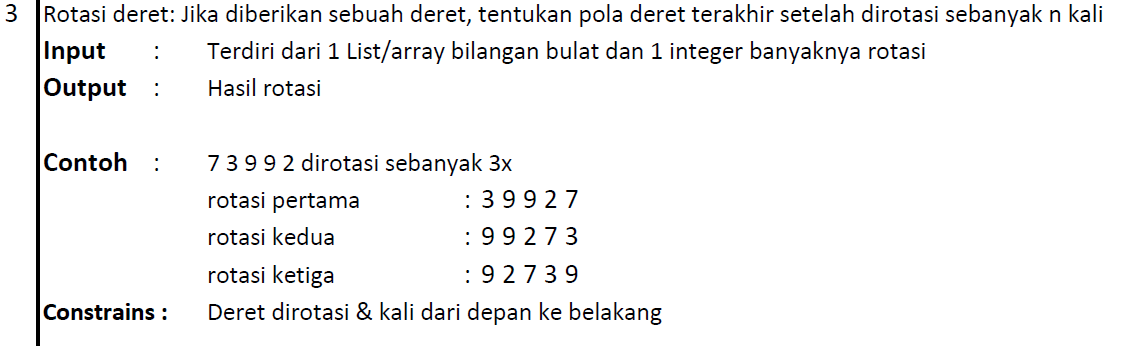 3 Rotasi deret: Jika diberikan sebuah deret, tentukan pola deret terakhir setelah dirotasi sebanyak n kali
Input : Terdiri dari 1 List/array bilangan bulat dan 1 integer banyaknya rotasi
Output : Hasil rotasi
Contoh : 7 3 9 9 2 dirotasi sebanyak 3x
rotasi pertama : 3 9 9 2 7
rotasi kedua : 9 9 2 7 3
rotasi ketiga : 9 2 7 3 9
Constrains : Deret dirotasi & kali dari depan ke belakang